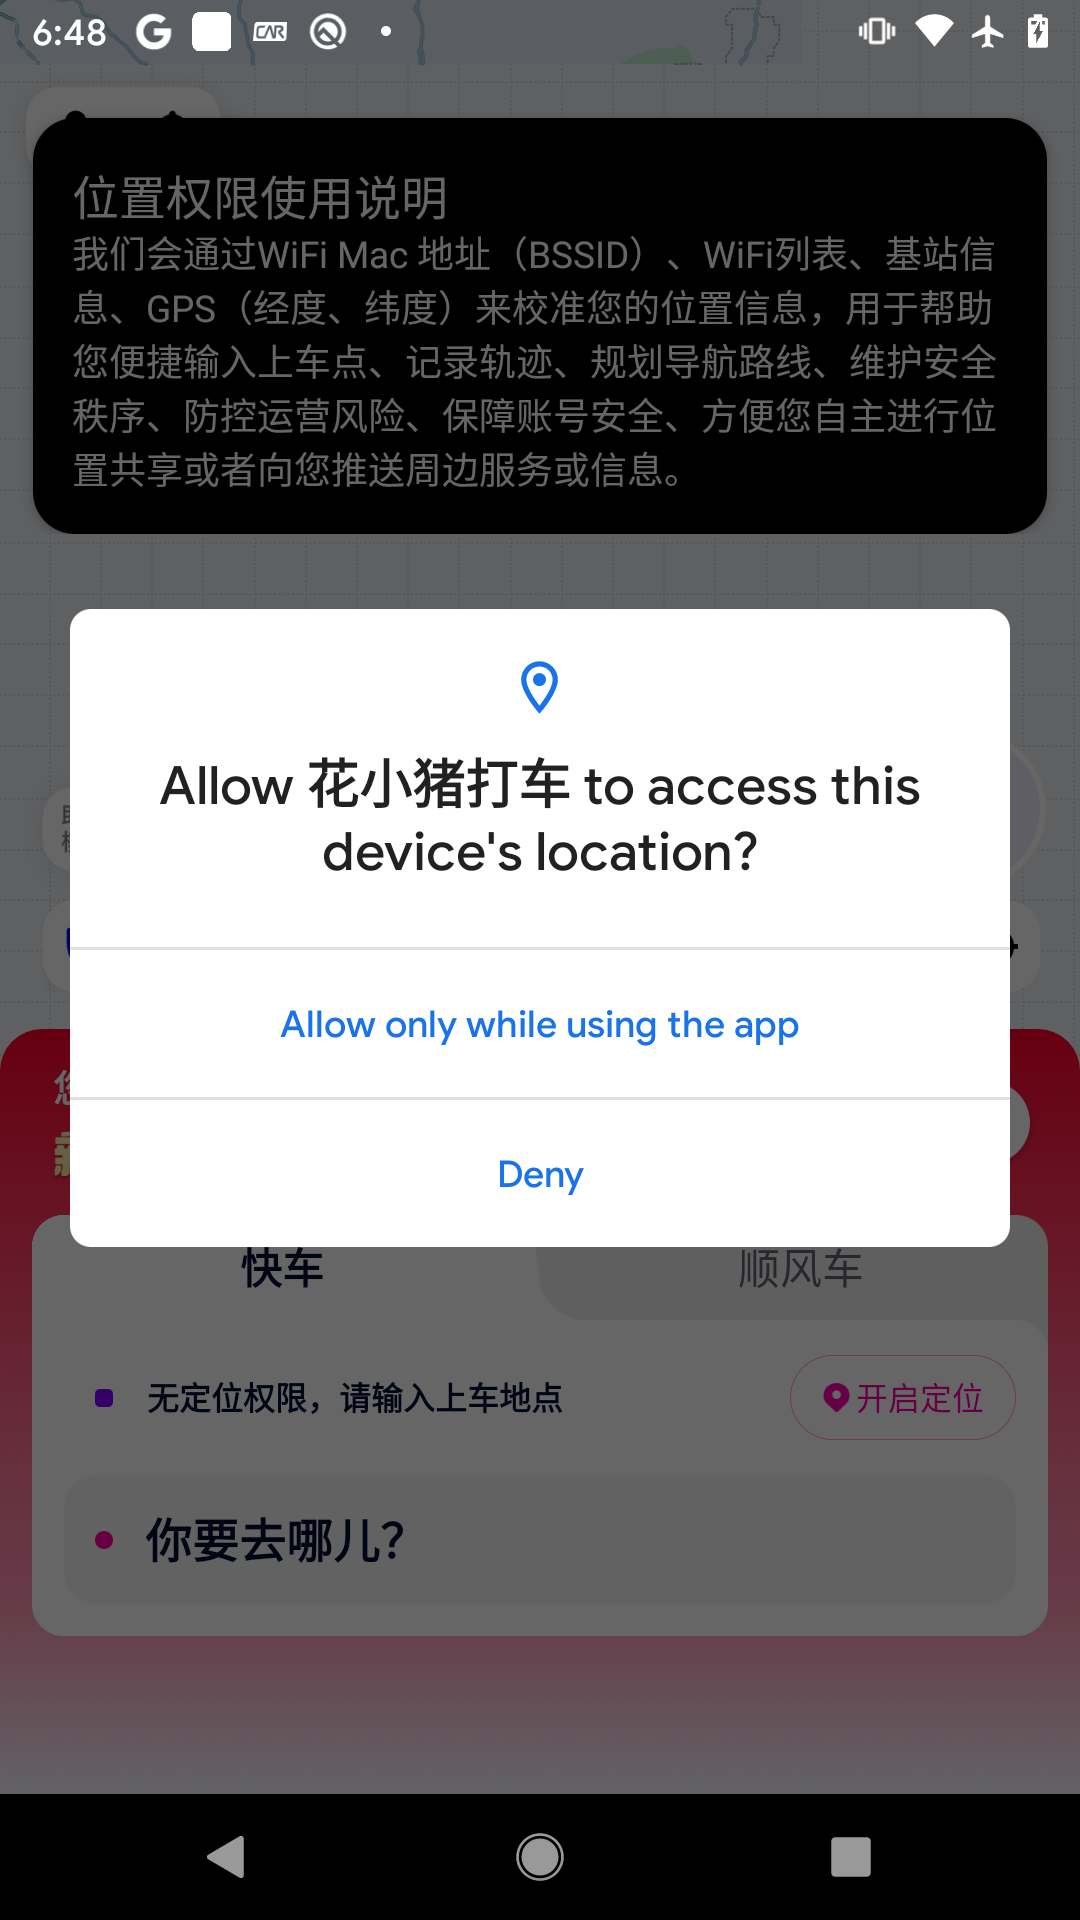 6:48
CAR
位置权限使用说明
我们会通过WiFi Mac 地址（BSSID）、WiFi列表、基站信
息、GPS（经度、纬度）来校准您的位置信息，用于帮助
您便捷输入上车点、记录轨迹、规划导航路线、维护安全
秩序、防控运营风险、保障账号安全、方便您自主进行位
置共享或者向您推送周边服务或信息。
Allow 花小猪打车 to access this
device's location?
Allow only while using the app
Deny
快车
顺风车
无定位权限，请输入上车地点
开启定位
你要去哪儿？